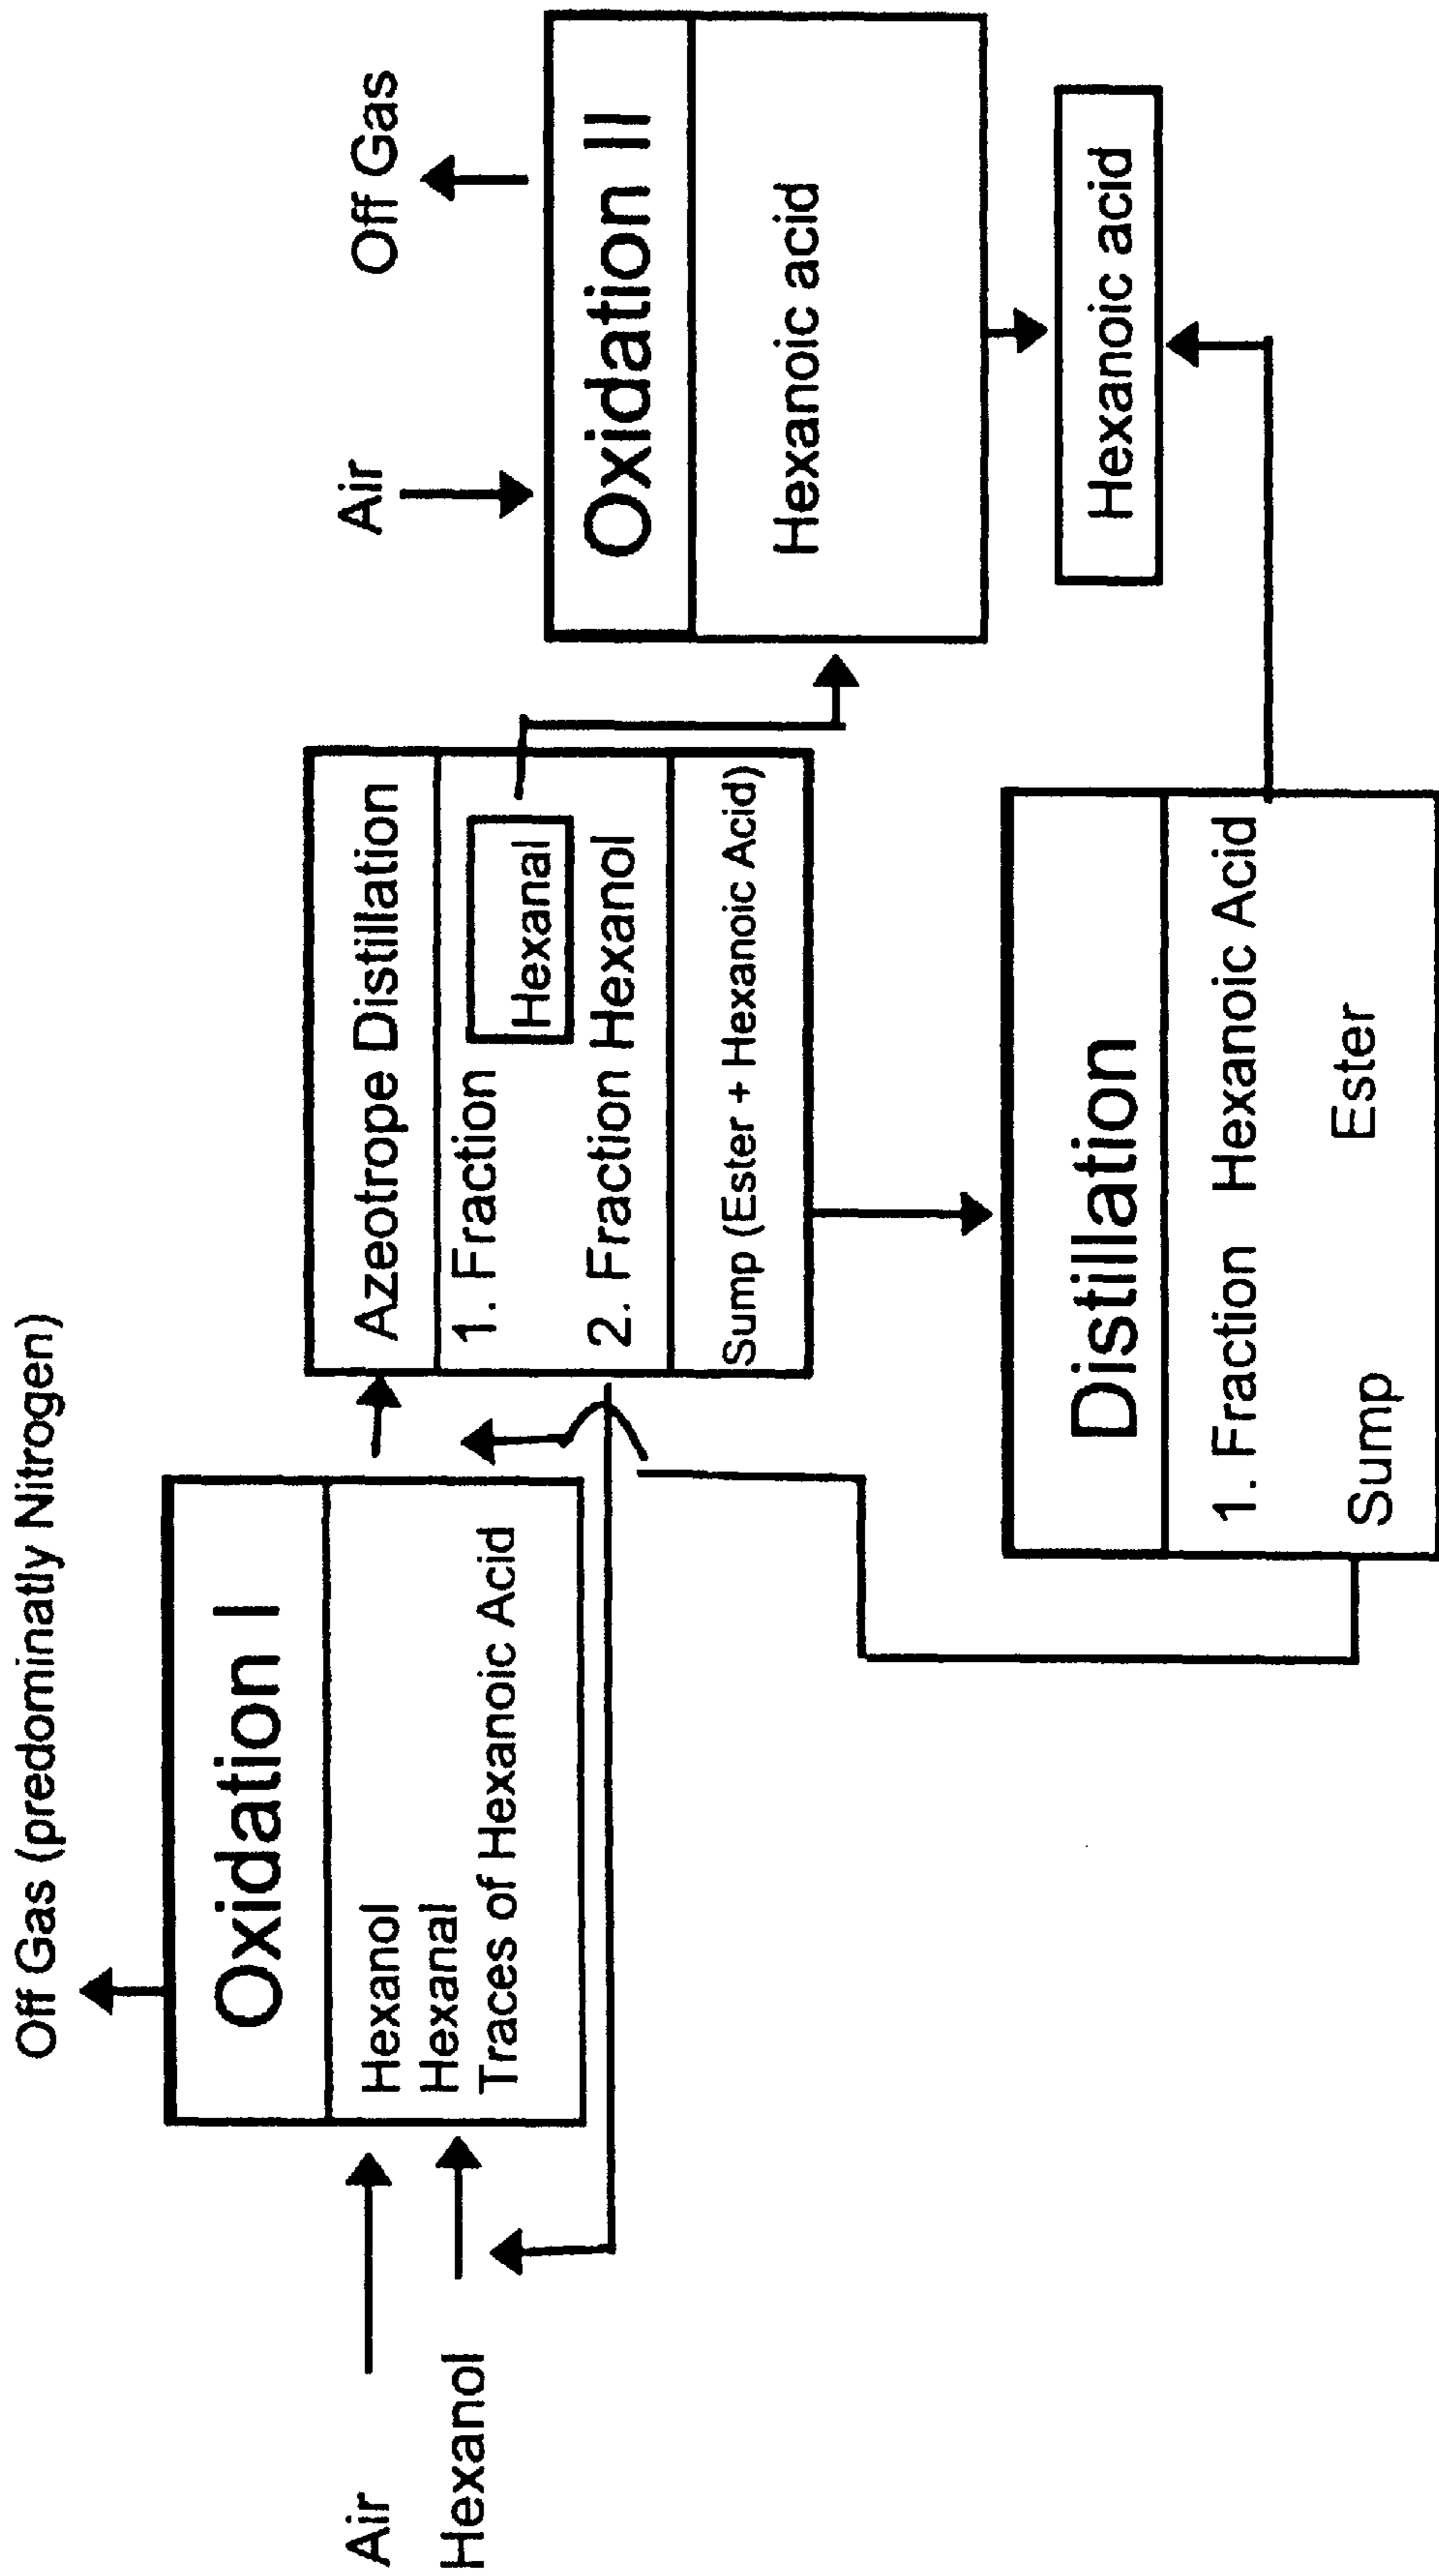 Off Gas (predominatly Nitrogen)
Air
Hexanol
Oxidation I
Hexanol
Hexanal
Traces of Hexanoic Acid
Azeotrope Distillation
1. Fraction
Hexanal
2. Fraction Hexanol
Sump (Ester + Hexanoic Acid)
Air
Off Gas
Oxidation II
Hexanoic acid
Hexanoic acid
Distillation
1. Fraction Hexanoic Acid
Sump Ester